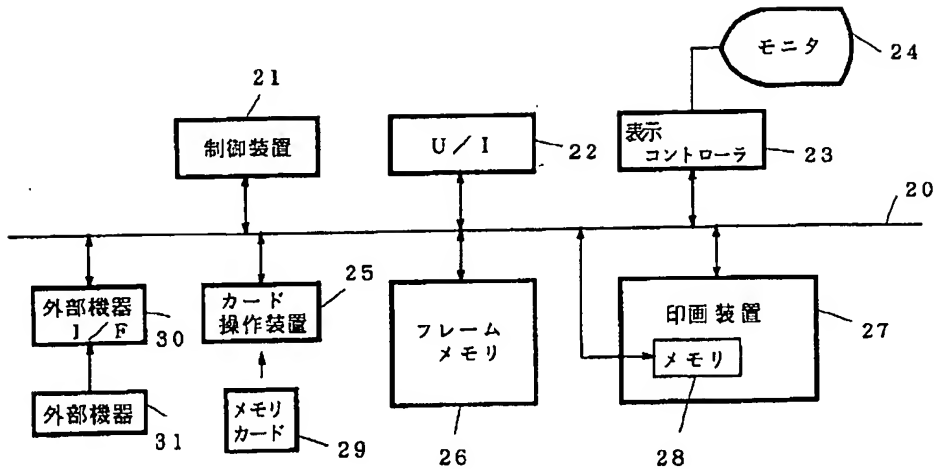 モニタ
24
21
制御装置
U/I
22
表示
コントローラ
23
20
外部機器
I/F
30
カード
操作装置
25
フレーム
メモリ
26
印画装置
メモリ
27
28
外部機器
31
メモリ
カード
29